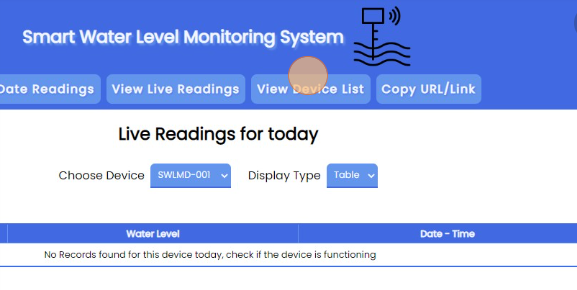 Smart Water Level Monitoring System
Date Readings View Live Readings View Device List Copy URL/Link
Live Readings for today
Choose Device SWLMD-001 Display Type Table
Water Level Date - Time
No Records found for this device today, check if the device is functioning